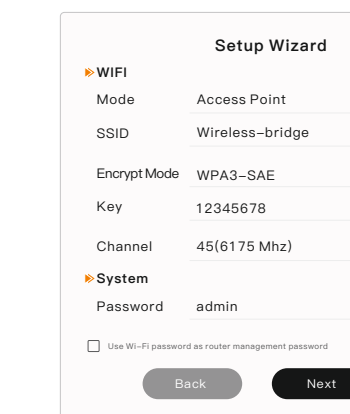 Setup Wizard
WIFI
Mode Access Point
SSID Wireless-bridge
Encrypt Mode WPA3-SAE
Key 12345678
Channel 45(6175 Mhz)
System
Password admin
Use Wi-Fi password as router management password
Back Next